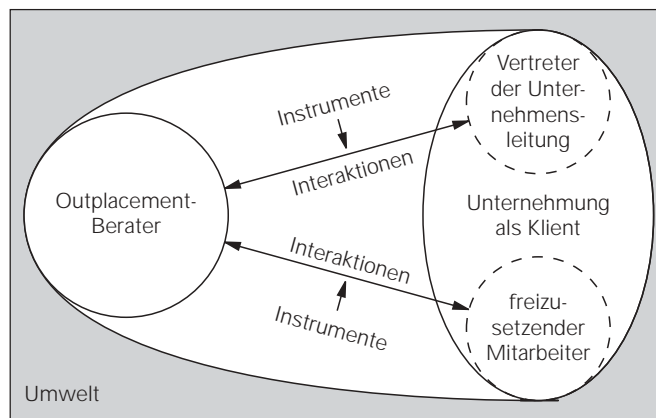 Vertreter
der Unter-
nehmens-
leitung
Instrumente
Interaktionen
Outplacement-
Berater
Unternehmung
als Klient
Interaktionen
Instrumente
freizu-
setzender
Mitarbeiter
Umwelt